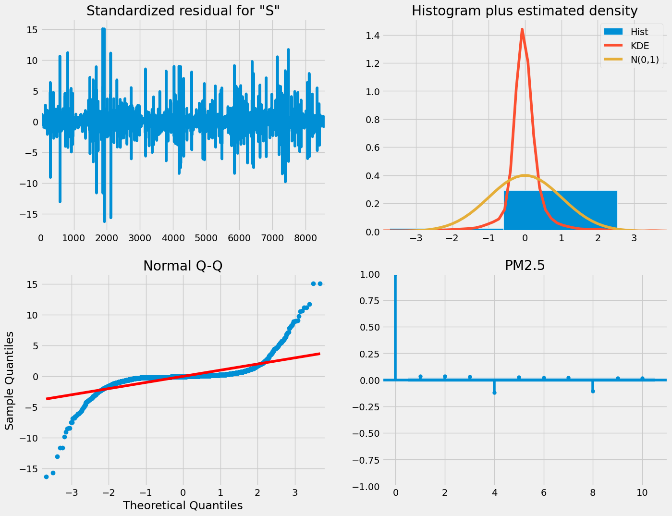 Standardized residual for "S"
15
10
5
0
−5
−10
−15
0 1000 2000 3000 4000 5000 6000 7000 8000
Histogram plus estimated density
Hist
KDE
N(0,1)
1.4
1.2
1.0
0.8
0.6
0.4
0.2
0.0
−3 −2 −1 0 1 2 3
Normal Q-Q
Sample Quantiles
15
10
5
0
−5
−10
−15
−3 −2 −1 0 1 2 3
Theoretical Quantiles
PM2.5
1.00
0.75
0.50
0.25
0.00
−0.25
−0.50
−0.75
−1.00
0 2 4 6 8 10